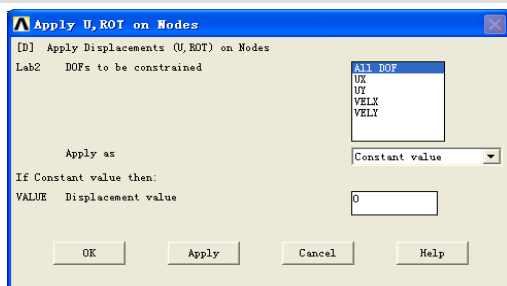 Apply U,ROT on Nodes
[D] Apply Displacements (U,ROT) on Nodes
Lab2 DOFs to be constrained All DOF
UX
UY
VELX
VELY
Apply as Constant value
If Constant value then:
VALUE Displacement value 0
OK Apply Cancel Help